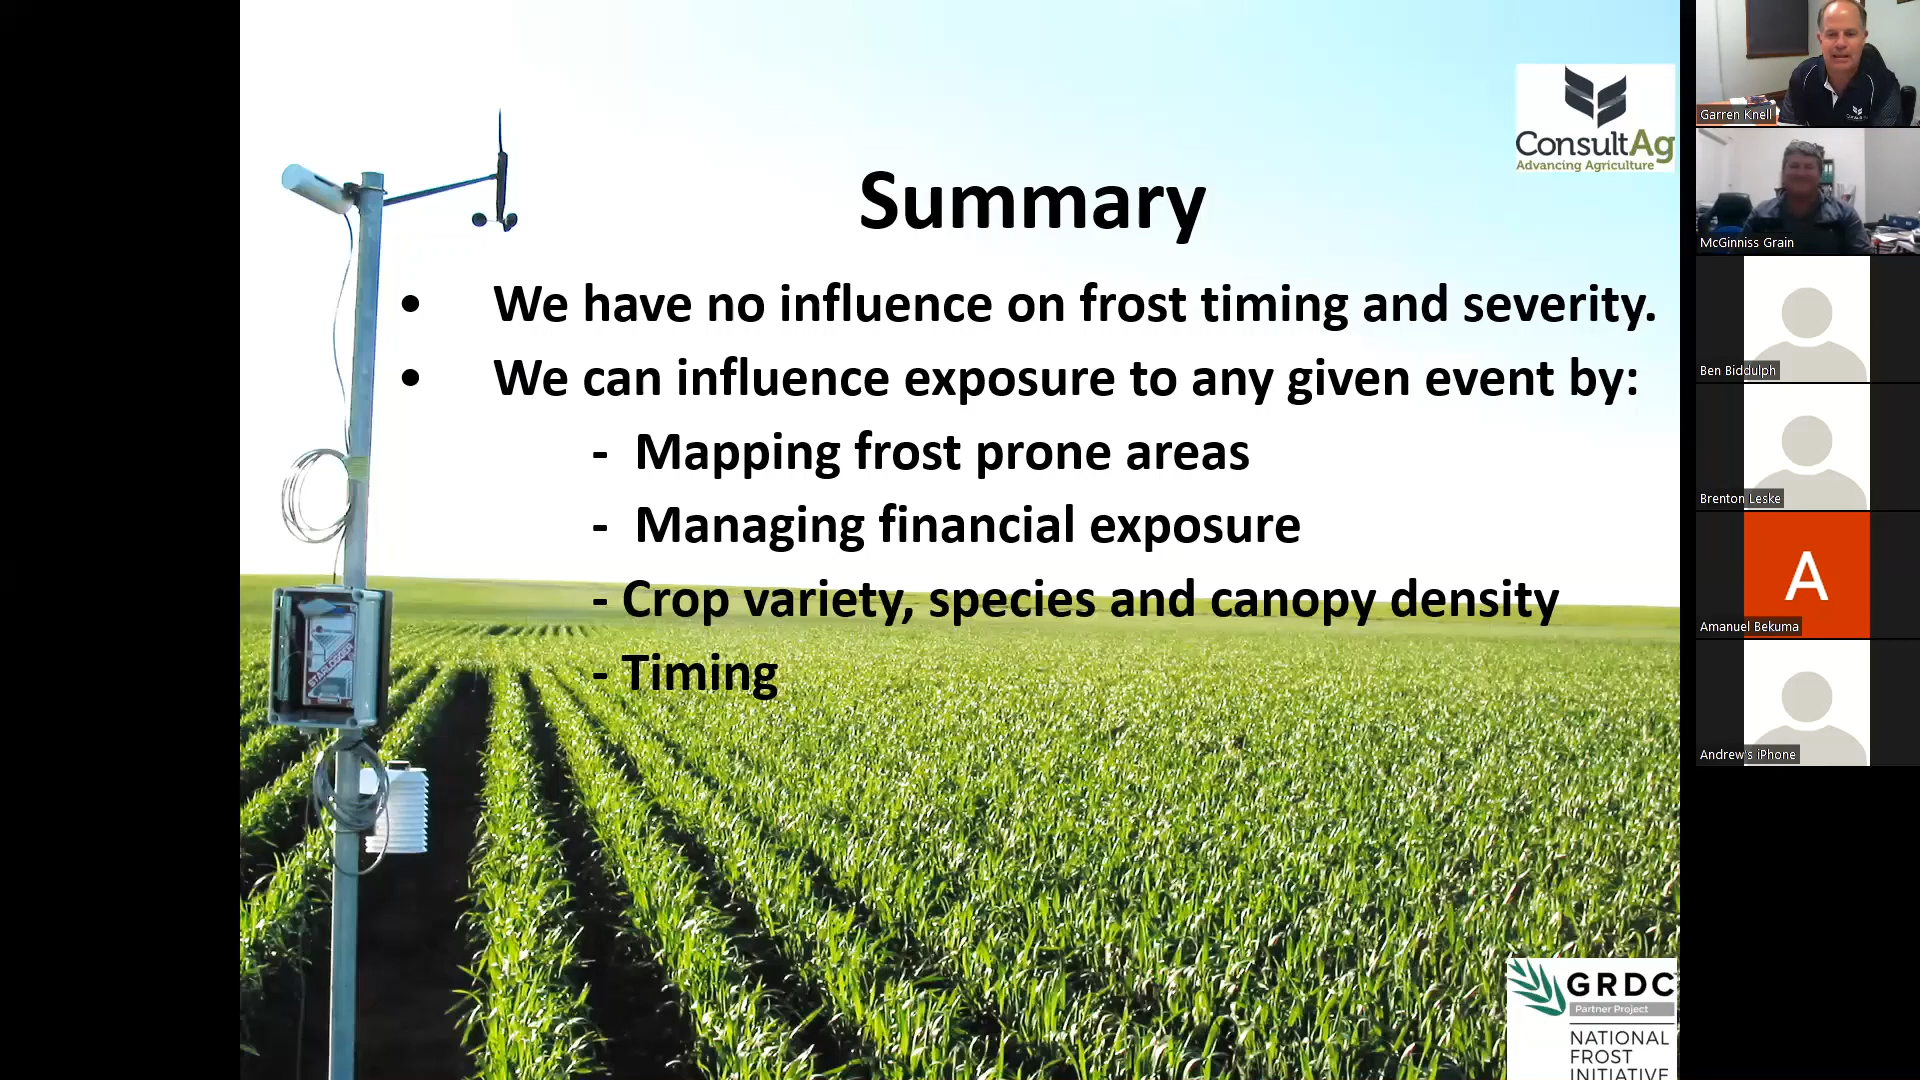 Summary
• We have no influence on frost timing and severity.
• We can influence exposure to any given event by:
- Mapping frost prone areas
- Managing financial exposure
- Crop variety, species and canopy density
- Timing
ConsultAg
Advancing Agriculture
STARLOGGER
GRDC
Partner Project
NATIONAL
FROST
INITIATIVE
Garren Knell
McGinniss Grain
Ben Biddulph
Brenton Leske
A
Amanuel Bekuma
Andrew's iPhone